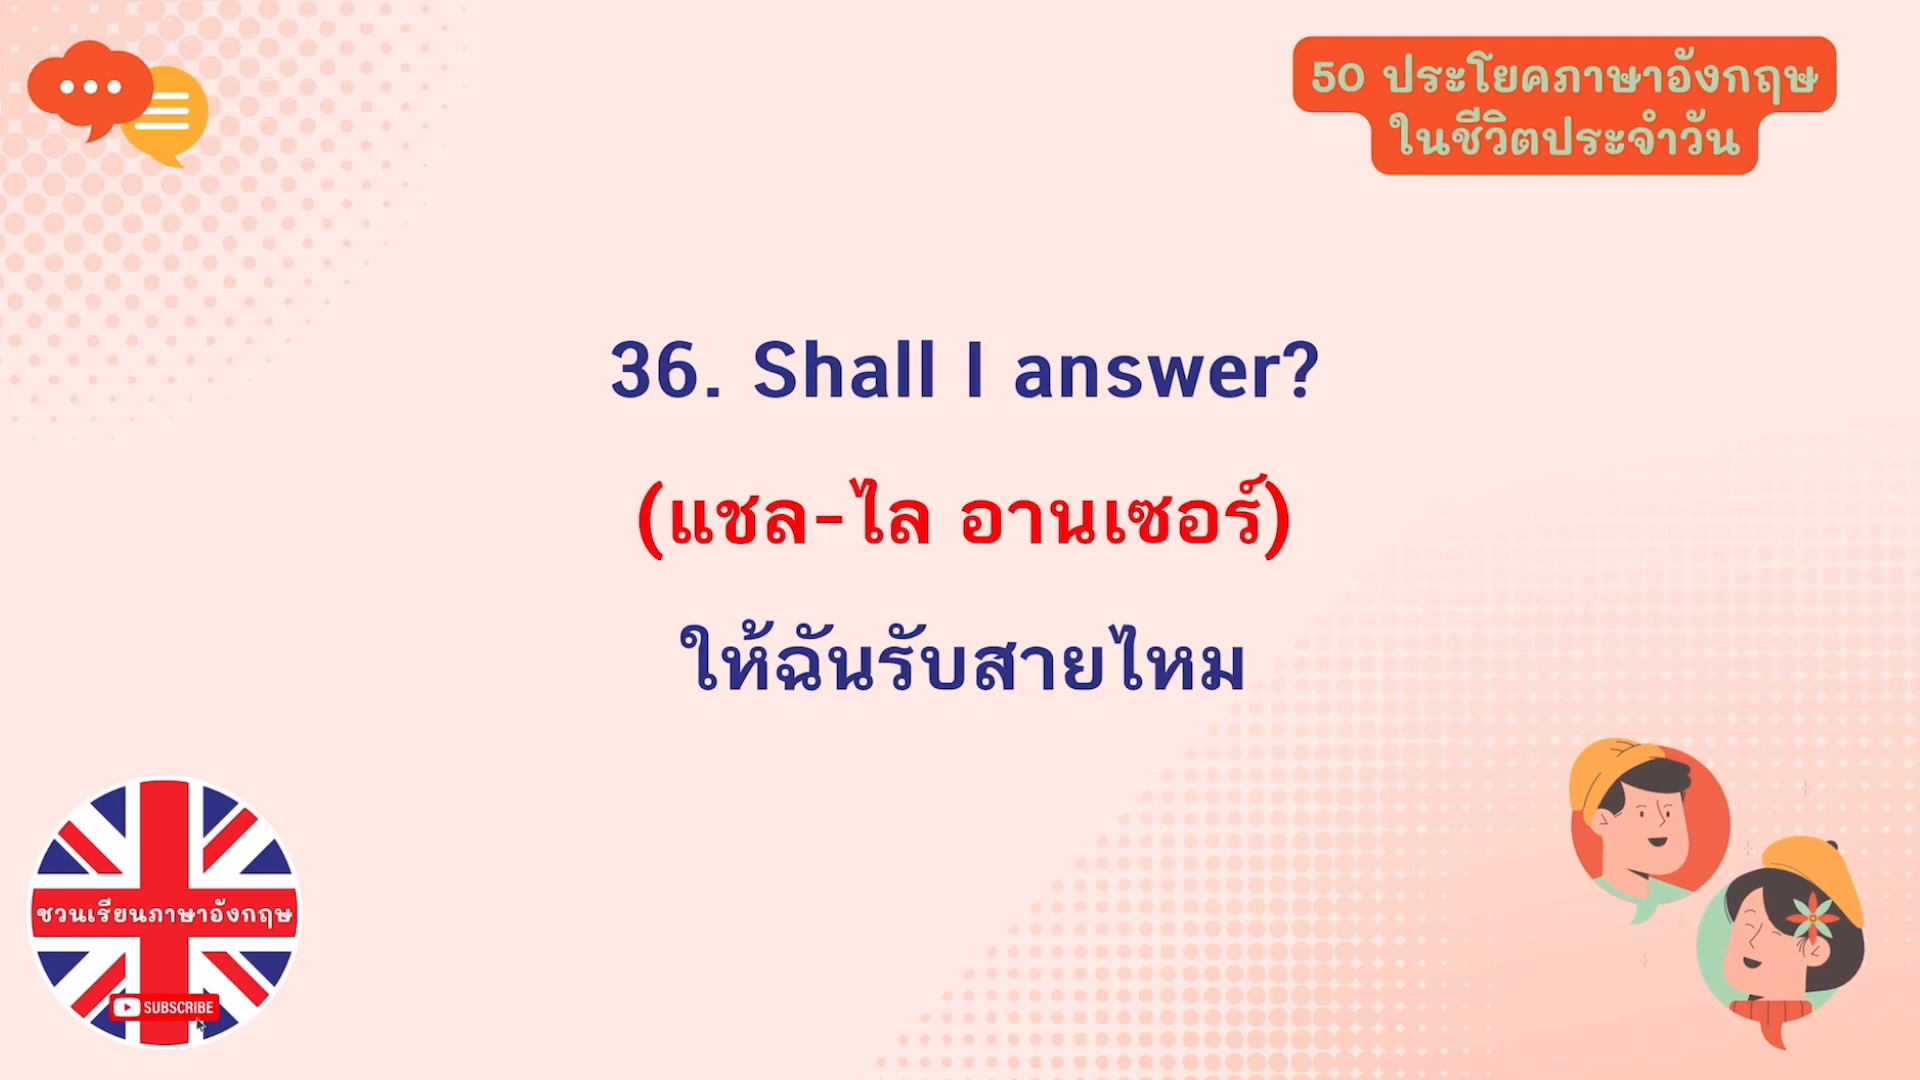 50 ประโยคภาษาอังกฤษ
ในชีวิตประจำวัน
36. Shall I answer?
(แชล-ไล อานเซอร์)
ให้ฉันรับสายไหม
ชวนเรียนภาษาอังกฤษ
SUBSCRIBE